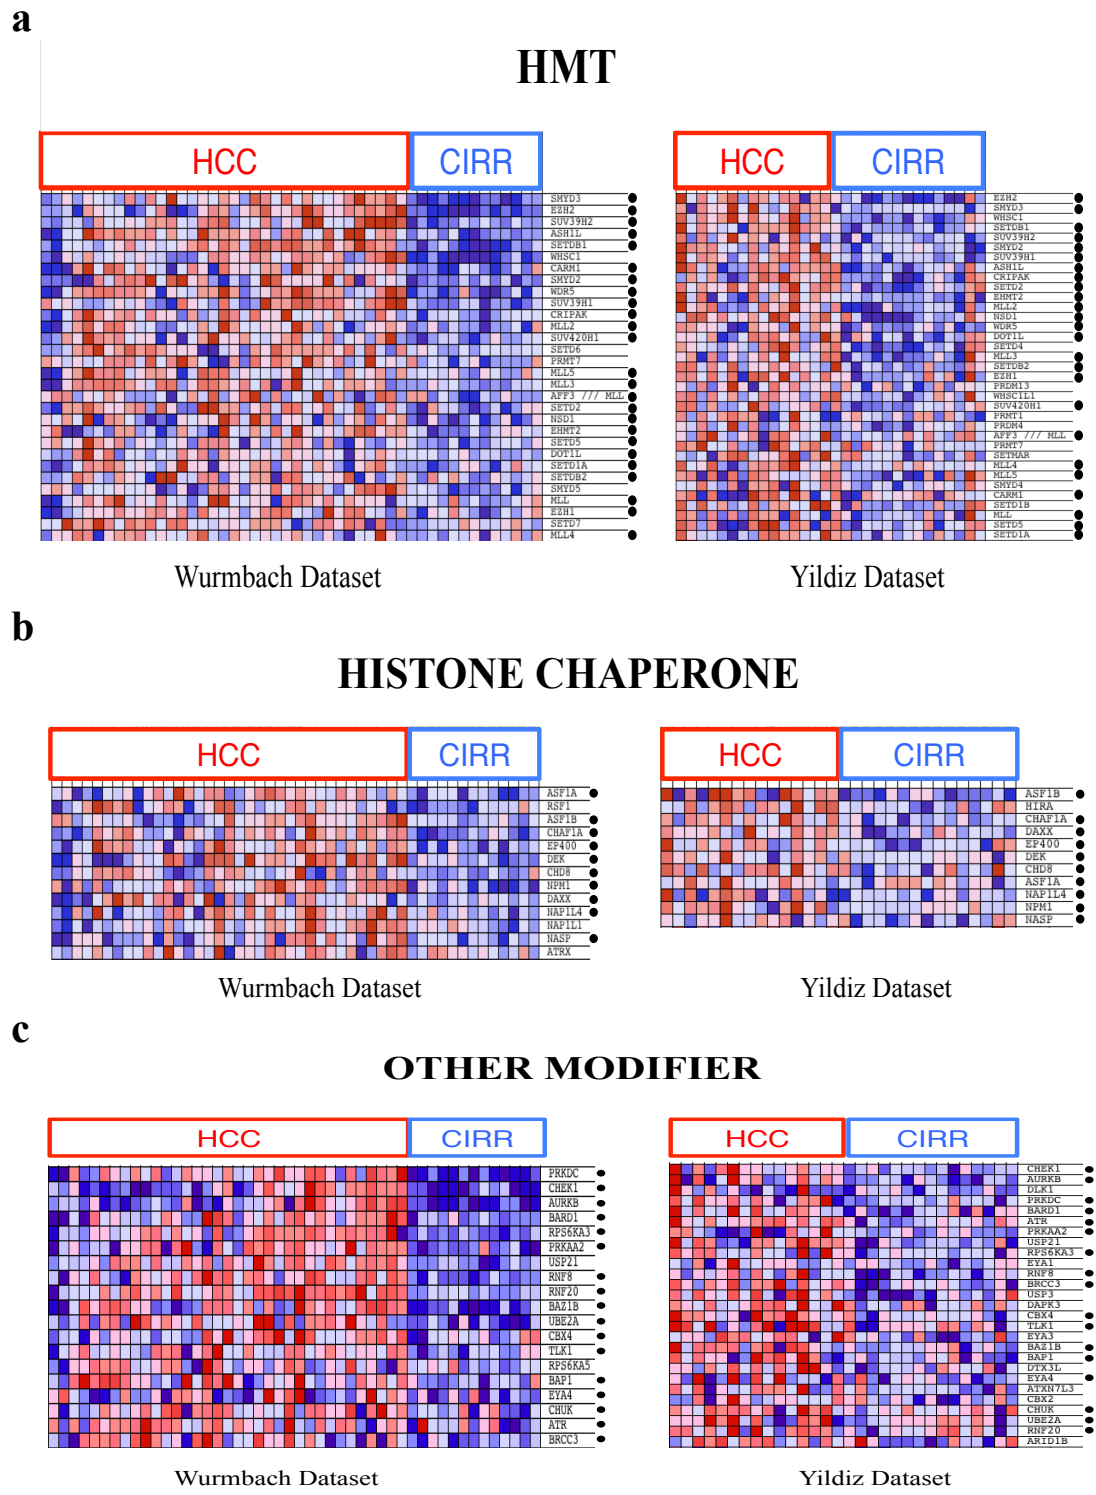 a
HMT
HCC
CIRR
SMYD3
EZH2
SUV39H2
ASH1L
SETDB1
WHSC1
CARM1
SMYD2
WDR5
SUV39H1
CRIPAK
MLL2
SUV420H1
SETD6
PRMT7
MLL5
MLL3
AFF3 /// MLL
SETD2
NSD1
EHMT2
SETD5
DOT1L
SETD1A
SETDB2
SMYD5
MLL
EZH1
SETD7
MLL4
Wurmbach Dataset
HCC
CIRR
EZH2
SMYD3
WHSC1
SETDB1
SUV39H2
SMYD2
SUV39H1
ASH1L
CRIPAK
SETD2
EHMT2
MLL2
NSD1
WDR5
DOT1L
SETD4
MLL3
SETDB2
EZH1
PRDM13
WHSC1L1
SUV420H1
PRMT1
PRDM4
AFF3 /// MLL
PRMT7
SETMAR
MLL4
MLL5
SMYD4
CARM1
SETD1B
MLL
SETD5
SETD1A
Yildiz Dataset
b
HISTONE CHAPERONE
HCC
CIRR
ASF1A
RSF1
ASF1B
CHAF1A
EP400
DEK
CHD8
NPM1
DAXX
NAP1L4
NAP1L1
NASP
ATRX
Wurmbach Dataset
HCC
CIRR
ASF1B
HIRA
CHAF1A
DAXX
EP400
DEK
CHD8
ASF1A
NAP1L4
NPM1
NASP
Yildiz Dataset
c
OTHER MODIFIER
HCC
CIRR
PRKDC
CHEK1
AURKB
BARD1
RPS6KA3
PRKAA2
USP21
RNF8
RNF20
BAZ1B
UBE2A
CBX4
TLK1
RPS6KA5
BAP1
EYA4
CHUK
ATR
BRCC3
Wurmbach Dataset
HCC
CIRR
CHEK1
AURKB
DLK1
PRKDC
BARD1
ATR
PRKAA2
USP21
RPS6KA3
EYA1
RNF8
BRCC3
USP3
DAPK3
CBX4
TLK1
EYA3
BAZ1B
BAP1
DTX3L
EYA4
ATXN7L3
CBX2
CHUK
UBE2A
RNF20
ARID1B
Yildiz Dataset